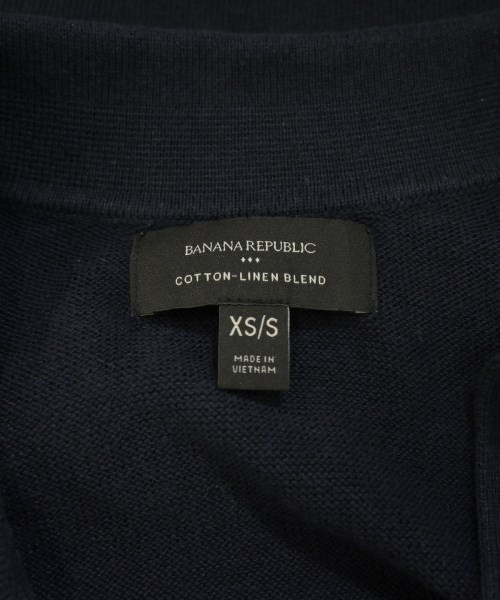 BANANA REPUBLIC
COTTON-LINEN BLEND
XS/S
MADE IN
VIETNAM